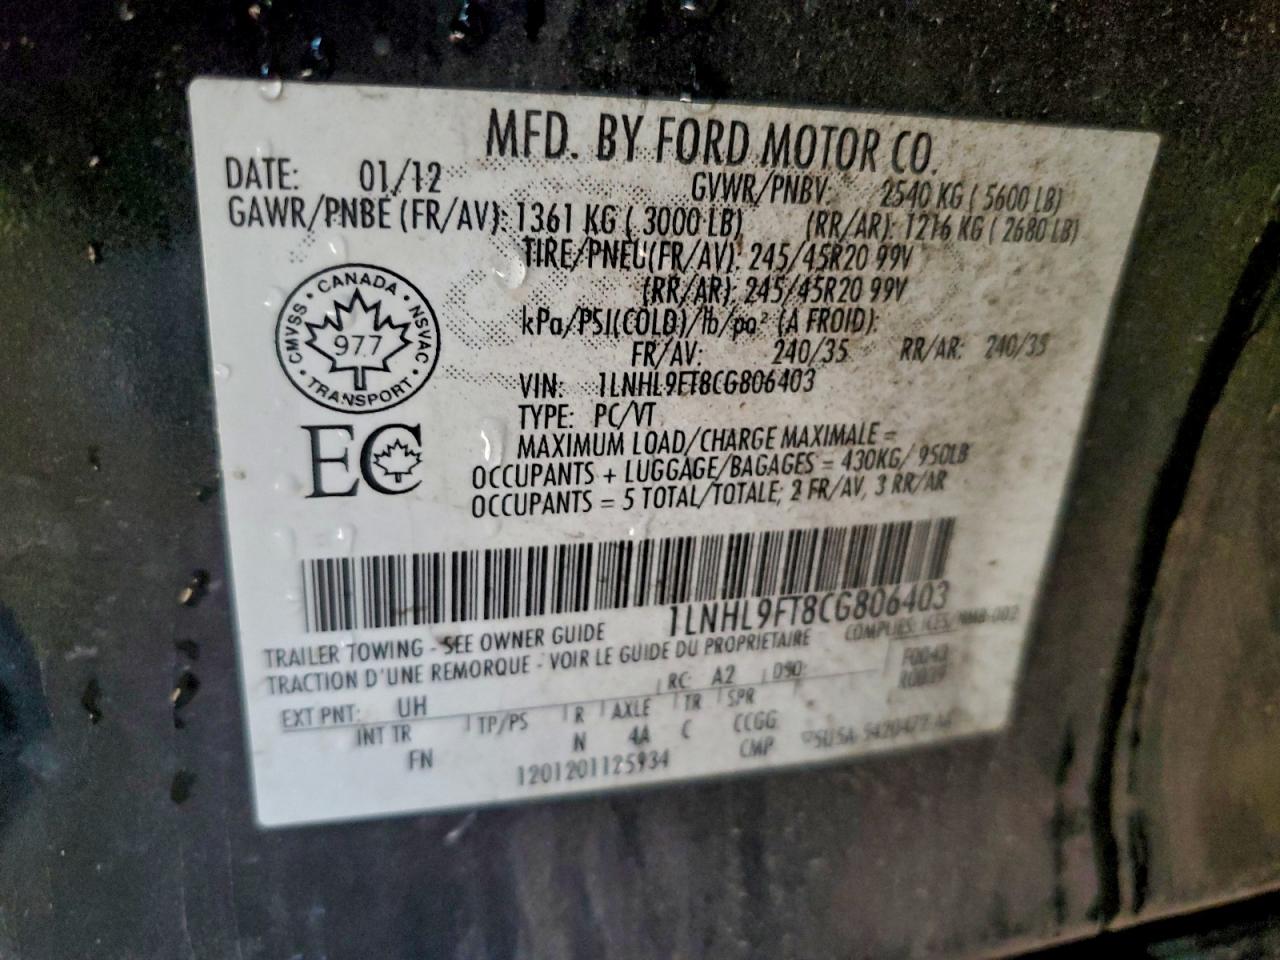 MFD. BY FORD MOTOR CO.
DATE: 01/12 GVWR/PNBV: 2540 KG ( 5600 LB)
GAWR/PNBE (FR/AV): 1361 KG ( 3000 LB) (RR/AR): 1216 KG ( 2680 LB)
TIRE/PNEU(FR/AV): 245/45R20 99V
(RR/AR): 245/45R20 99V
kPa/PSI(COLD)/lb/po² (A FROID):
FR/AV: 240/35 RR/AR: 240/35
CANADA
CMVSS NSVAC
977
TRANSPORT
VIN: 1LNHL9FT8CG806403
TYPE: PC/VT
EC
MAXIMUM LOAD/CHARGE MAXIMALE =
OCCUPANTS + LUGGAGE/BAGAGES = 430KG/ 950LB
OCCUPANTS = 5 TOTAL/TOTALE; 2 FR/AV, 3 RR/AR
1LNHL9FT8CG806403
TRAILER TOWING - SEE OWNER GUIDE
TRACTION D'UNE REMORQUE - VOIR LE GUIDE DU PROPRIETAIRE
COMPLIES:
EXT PNT: UH RC: A2 DSO:
INT TR TP/PS R AXLE TR SPR
FN N 4A C CCGG
CMP
1201201125934